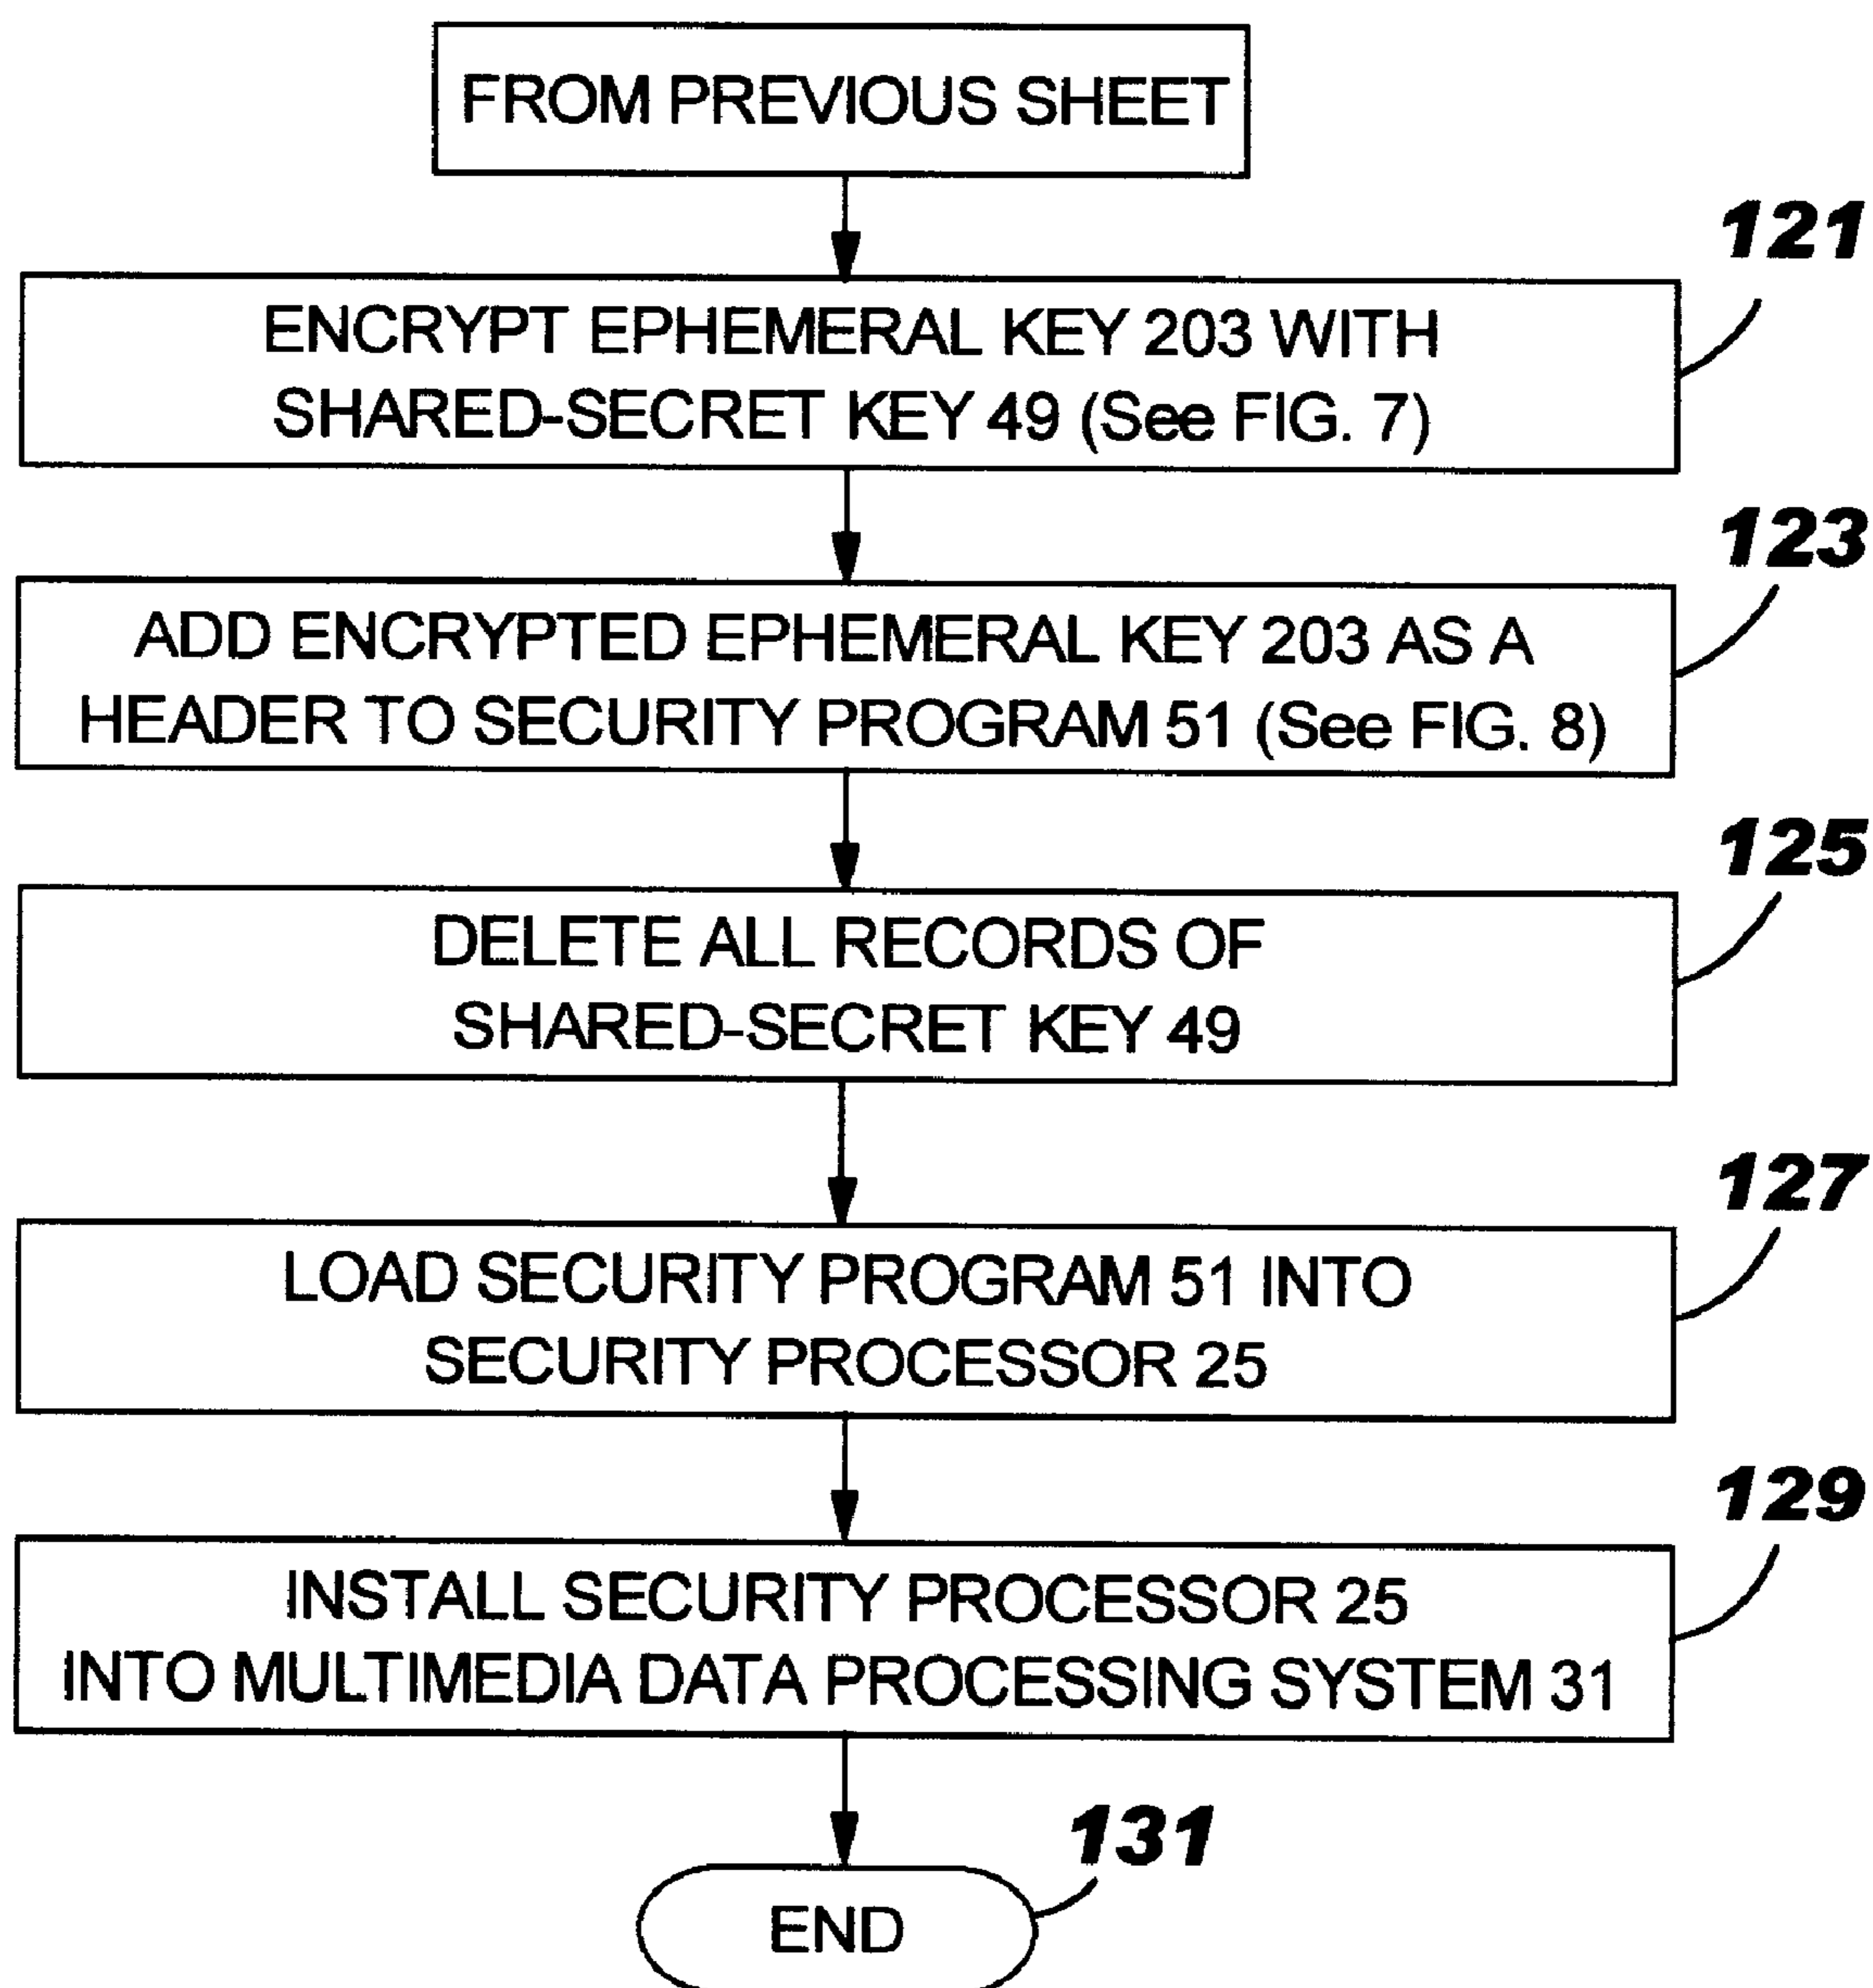 FROM PREVIOUS SHEET
121
ENCRYPT EPHEMERAL KEY 203 WITH
SHARED-SECRET KEY 49 (See FIG. 7)
123
ADD ENCRYPTED EPHEMERAL KEY 203 AS A
HEADER TO SECURITY PROGRAM 51 (See FIG. 8)
125
DELETE ALL RECORDS OF
SHARED-SECRET KEY 49
127
LOAD SECURITY PROGRAM 51 INTO
SECURITY PROCESSOR 25
129
INSTALL SECURITY PROCESSOR 25
INTO MULTIMEDIA DATA PROCESSING SYSTEM 31
131
END